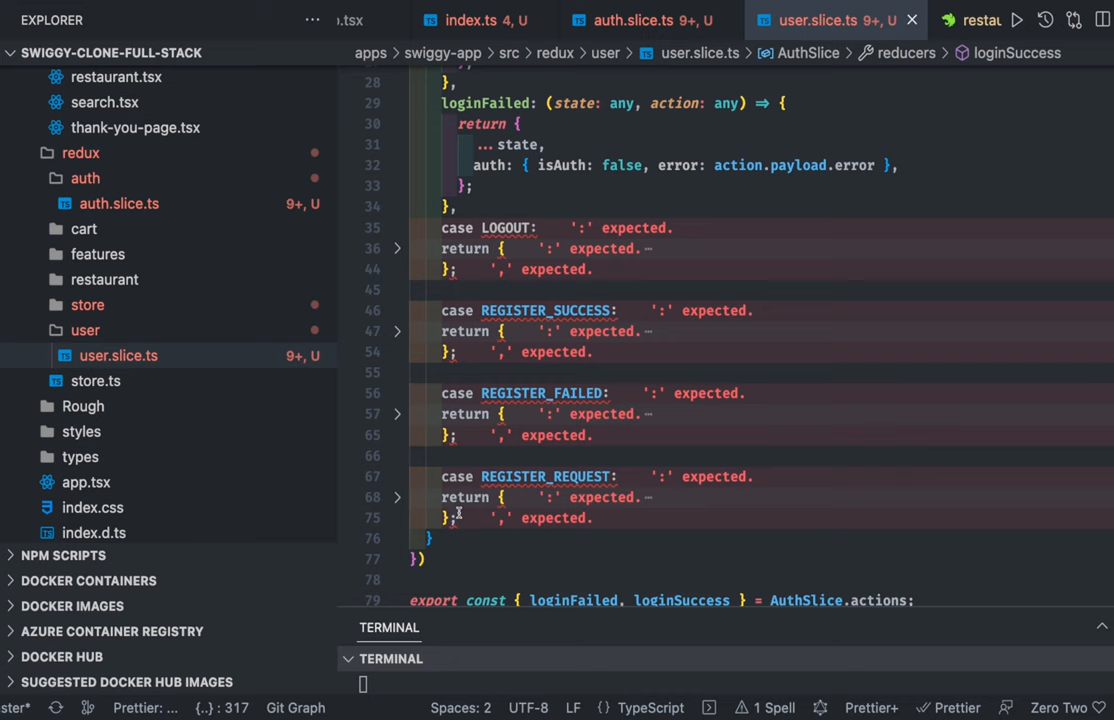 EXPLORER
SWIGGY-CLONE-FULL-STACK
restaurant.tsx
search.tsx
thank-you-page.tsx
redux
auth
auth.slice.ts 9+, U
cart
features
restaurant
store
user
user.slice.ts 9+, U
store.ts
Rough
styles
types
app.tsx
index.css
index.d.ts
NPM SCRIPTS
DOCKER CONTAINERS
DOCKER IMAGES
AZURE CONTAINER REGISTRY
DOCKER HUB
SUGGESTED DOCKER HUB IMAGES
.tsx index.ts 4, U auth.slice.ts 9+, U user.slice.ts 9+, U restau
apps > swiggy-app > src > redux > user > user.slice.ts > AuthSlice > reducers > loginSuccess
28 },
29 loginFailed: (state: any, action: any) => {
30 return {
31 ...state,
32 auth: { isAuth: false, error: action.payload.error },
33 };
34 },
35 case LOGOUT: ':' expected.
36 return { ':' expected.
44 }; ',' expected.
45
46 case REGISTER_SUCCESS: ':' expected.
47 return { ':' expected.
54 }; ',' expected.
55
56 case REGISTER_FAILED: ':' expected.
57 return { ':' expected.
65 }; ',' expected.
66
67 case REGISTER_REQUEST: ':' expected.
68 return { ':' expected.
75 }; ',' expected.
76 }
77 })
78
79 export const { loginFailed, loginSuccess } = AuthSlice.actions;
TERMINAL
TERMINAL
ster* Prettier: ... {..} : 317 Git Graph Spaces: 2 UTF-8 LF {} TypeScript 1 Spell Prettier+ Prettier Zero Two